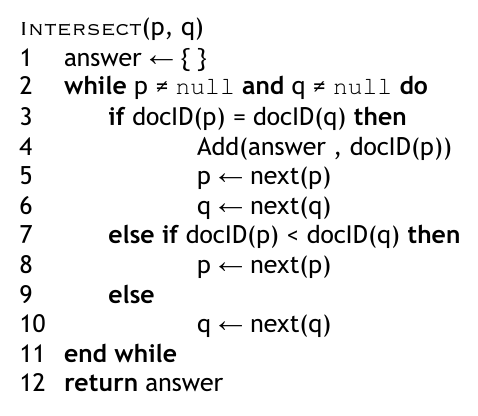 INTERSECT(p, q)
1 answer ← { }
2 while p ≠ null and q ≠ null do
3 if docID(p) = docID(q) then
4 Add(answer , docID(p))
5 p ← next(p)
6 q ← next(q)
7 else if docID(p) < docID(q) then
8 p ← next(p)
9 else
10 q ← next(q)
11 end while
12 return answer